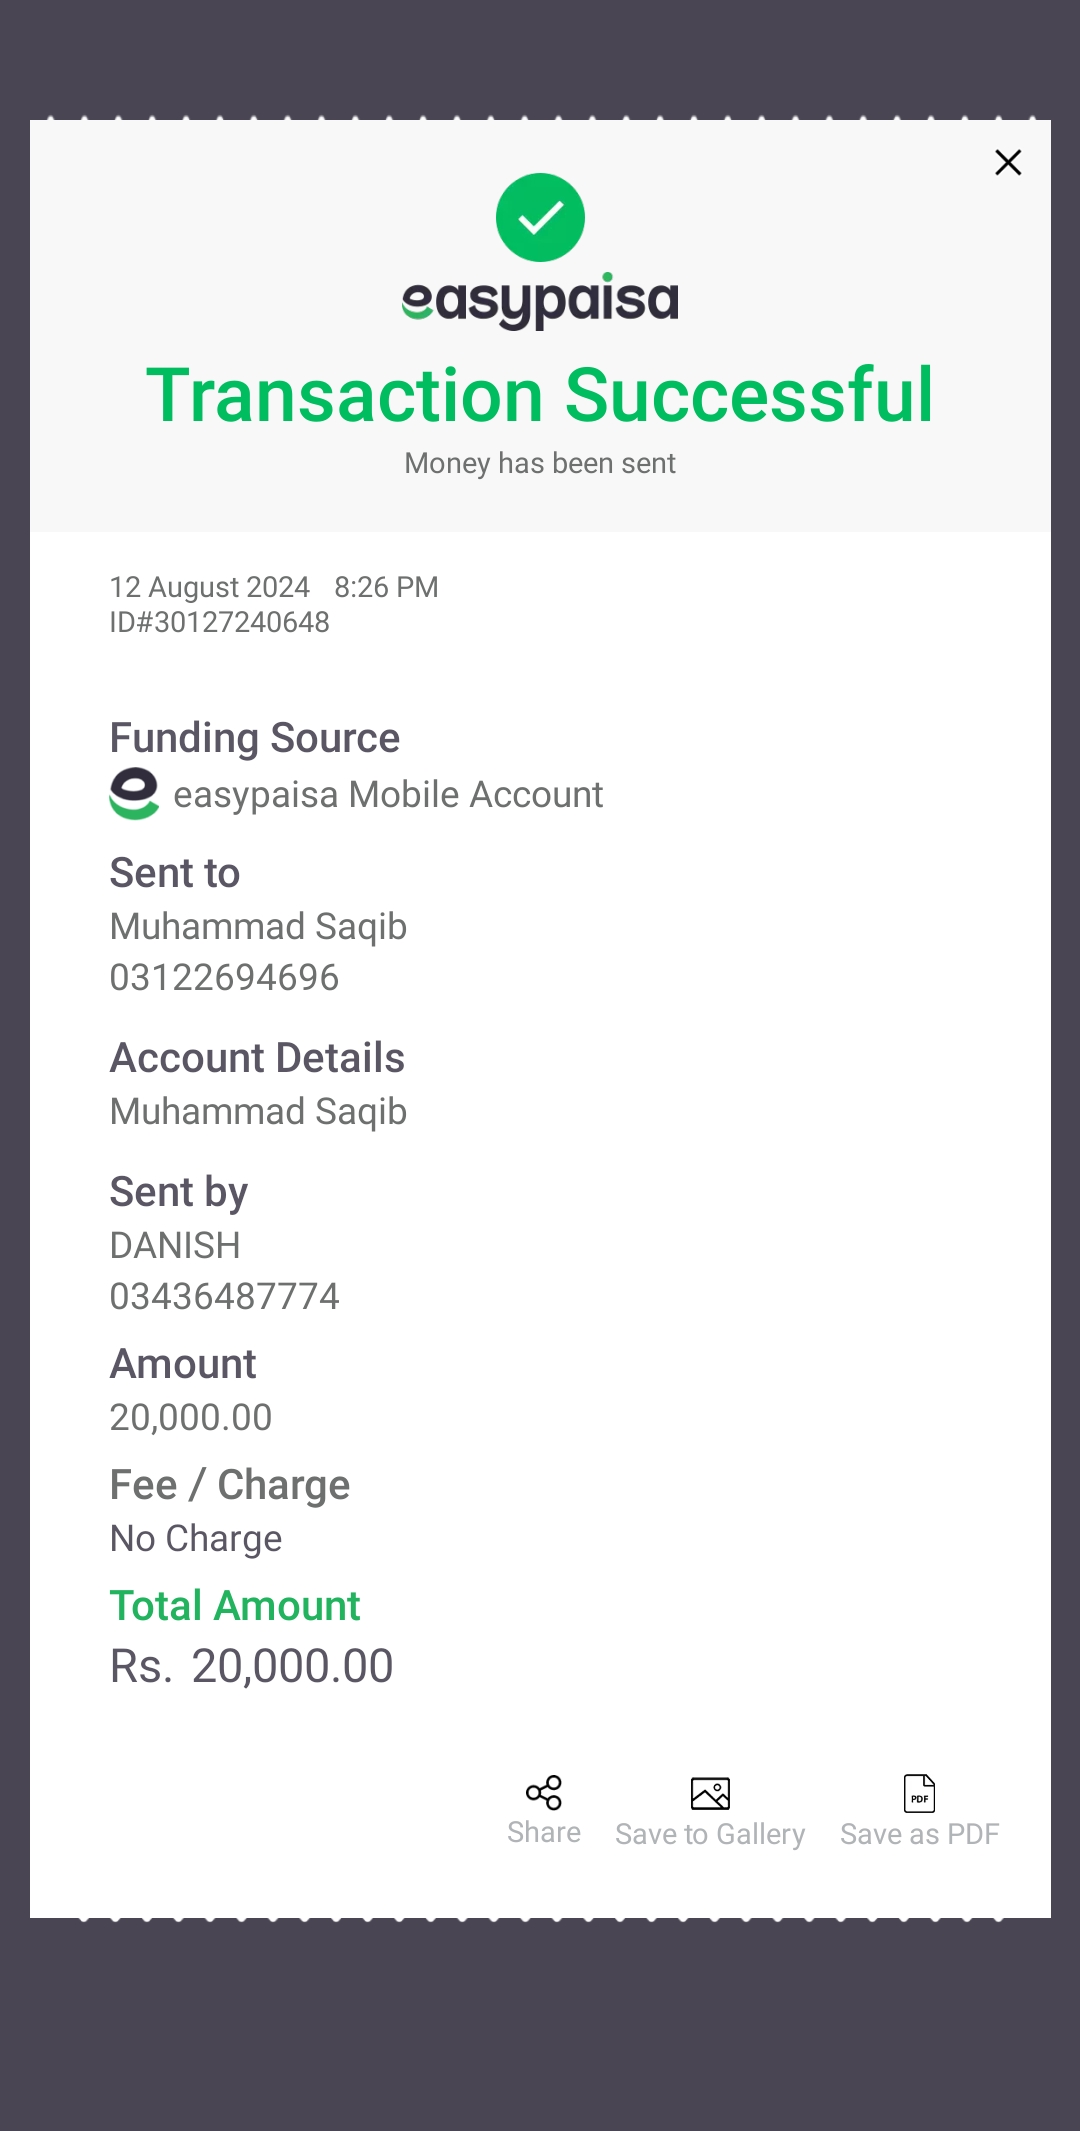 easypaisa
Transaction Successful
Money has been sent
12 August 2024 8:26 PM
ID#30127240648
Funding Source
easypaisa Mobile Account
Sent to
Muhammad Saqib
03122694696
Account Details
Muhammad Saqib
Sent by
DANISH
03436487774
Amount
20,000.00
Fee / Charge
No Charge
Total Amount
Rs. 20,000.00
PDF
Share Save to Gallery Save as PDF